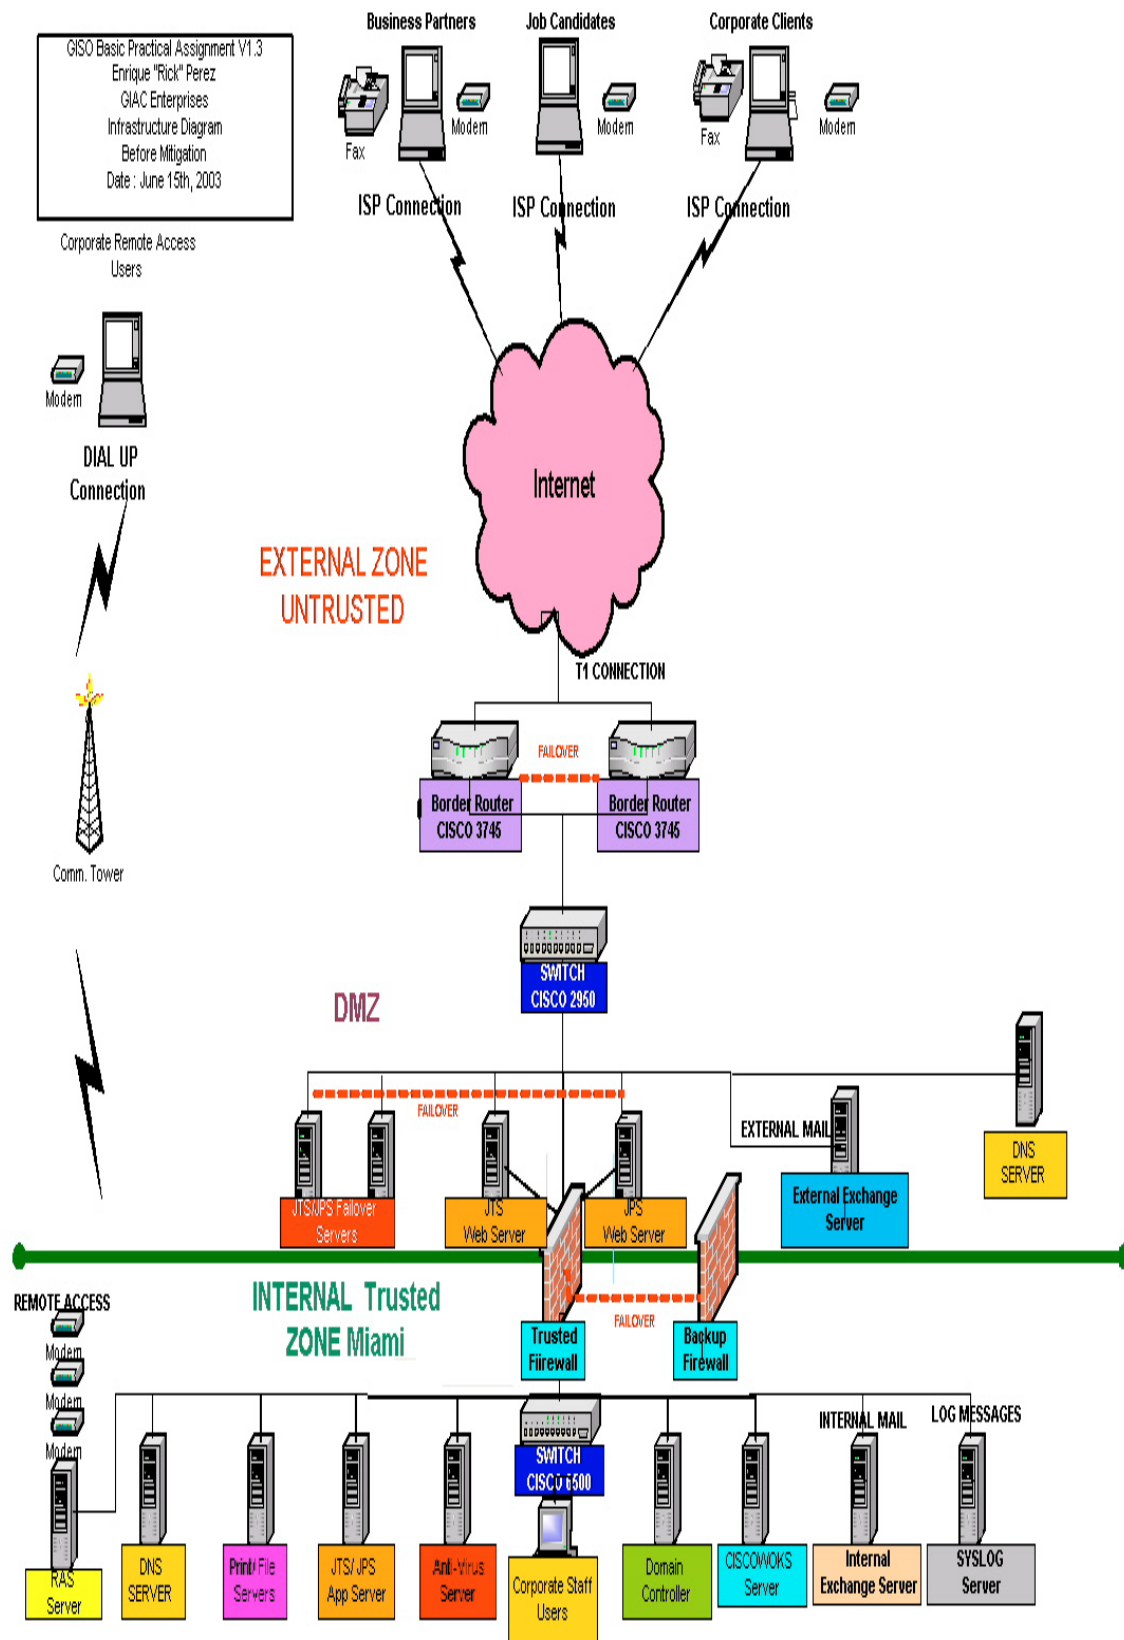 Business Partners
Job Candidates
Corporate Clients
GISO Basic Practical Assignment V1.3
Enrique "Rick" Perez
GIAC Enterprises
Infrastructure Diagram
Before Mitigation
Date : June 15th, 2003
Fax
Modem
Modem
Fax
Modem
ISP Connection
ISP Connection
ISP Connection
Corporate Remote Access
Users
Modem
DIAL UP
Connection
Internet
EXTERNAL ZONE
UNTRUSTED
T1 CONNECTION
FAILOVER
Border Router
CISCO 3745
Border Router
CISCO 3745
Comm. Tower
SWITCH
CISCO 2950
DMZ
FAILOVER
EXTERNAL MAIL
DNS
SERVER
JTS/JPS Failover
Servers
JTS
Web Server
JPS
Web Server
External Exchange
Server
INTERNAL Trusted
ZONE Miami
REMOTE ACCESS
Modem
Modem
Modem
FAILOVER
Trusted
Fiirewall
Backup
Firewall
INTERNAL MAIL
LOG MESSAGES
SWITCH
CISCO 6500
RAS
Server
DNS
SERVER
Print/ File
Servers
JTS/ JPS
App Server
Anti-Virus
Server
Corporate Staff
Users
Domain
Controller
CISCOWOKS
Server
Internal
Exchange Server
SYSLOG
Server